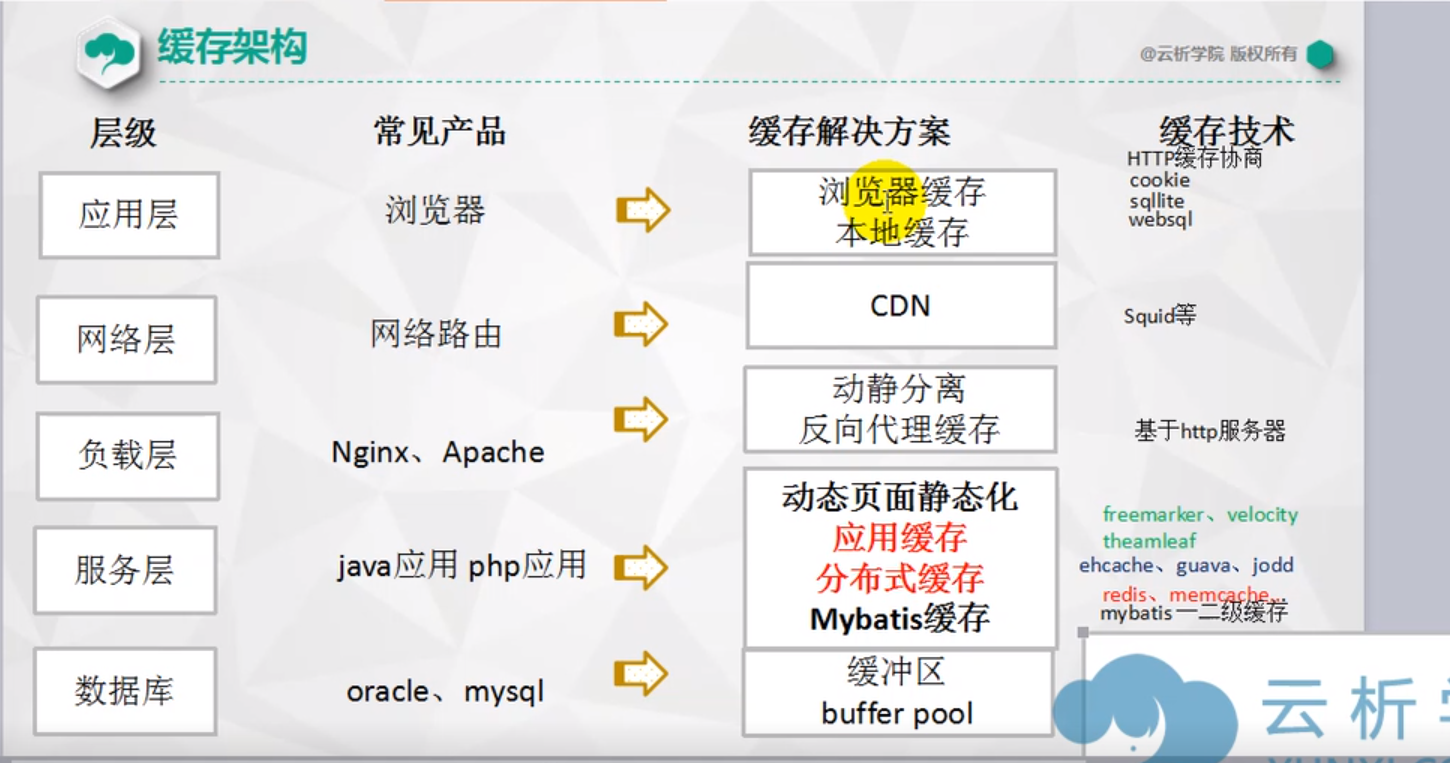 缓存架构
@云析学院 版权所有
层级
常见产品
缓存解决方案
缓存技术
应用层
浏览器
浏览器缓存
本地缓存
HTTP缓存协商
cookie
sqllite
websql
网络层
网络路由
CDN
Squid等
负载层
Nginx、Apache
动静分离
反向代理缓存
基于http服务器
服务层
java应用 php应用
动态页面静态化
应用缓存
分布式缓存
Mybatis缓存
freemarker、velocity
theamleaf
ehcache、guava、jodd
redis、memcache...
mybatis一二级缓存
数据库
oracle、mysql
缓冲区
buffer pool
云析